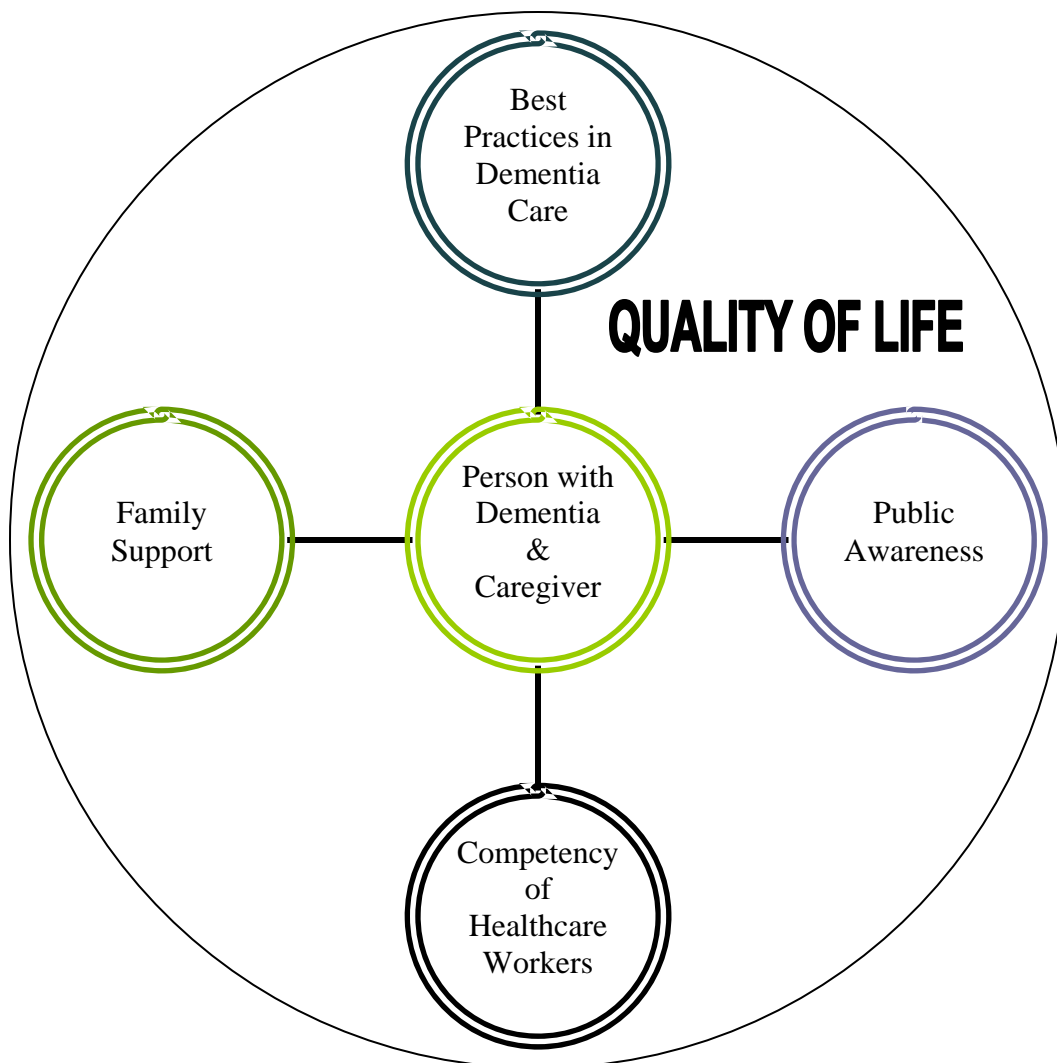 Best
Practices in
Dementia
Care
QUALITY OF LIFE
Family
Support
Person with
Dementia
&
Caregiver
Public
Awareness
Competency
of
Healthcare
Workers